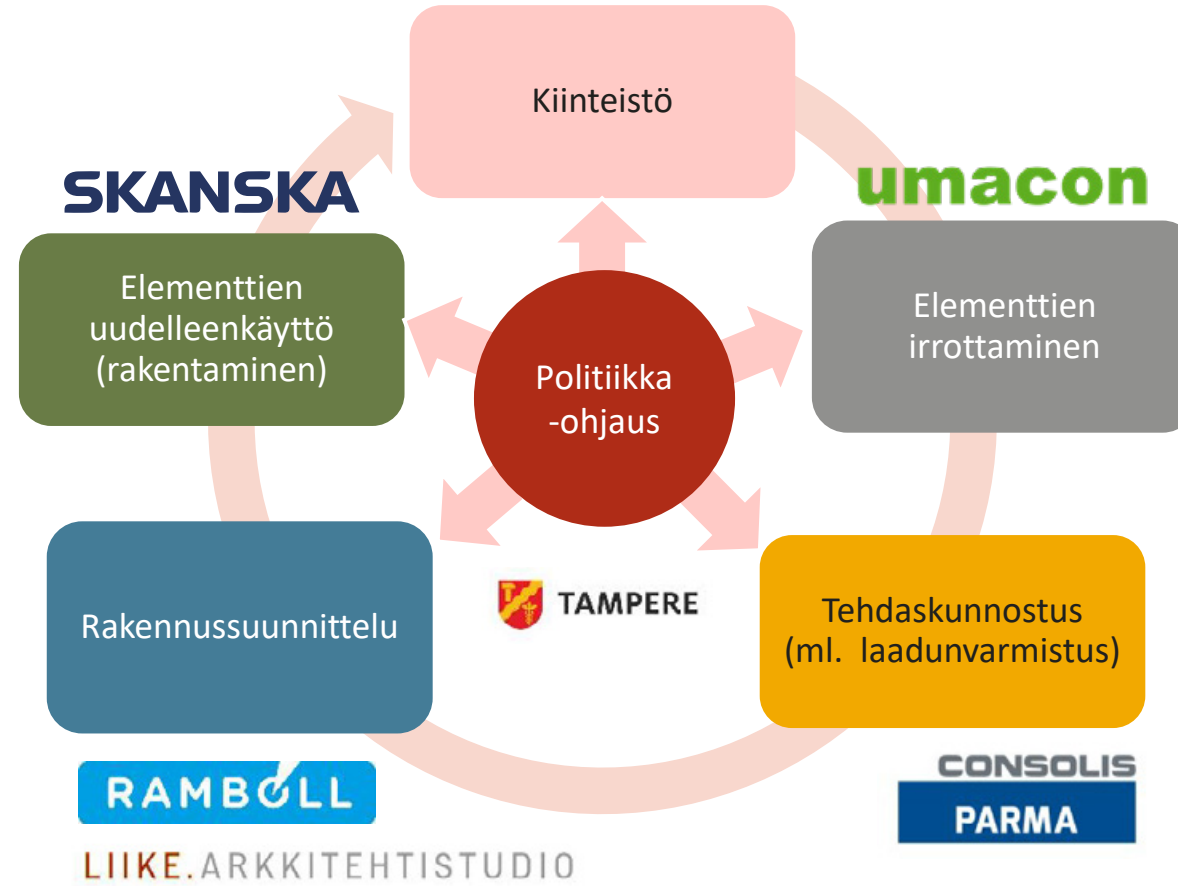 Kiinteistö
SKANSKA
umacon
Elementtien
uudelleenkäyttö
(rakentaminen)
Elementtien
irrottaminen
Politiikka
-ohjaus
Rakennussuunnittelu
TAMPERE
Tehdaskunnostus
(ml. laadunvarmistus)
RAMBOLL
LIIKE.ARKKITEHTISTUDIO
CONSOLIS
PARMA